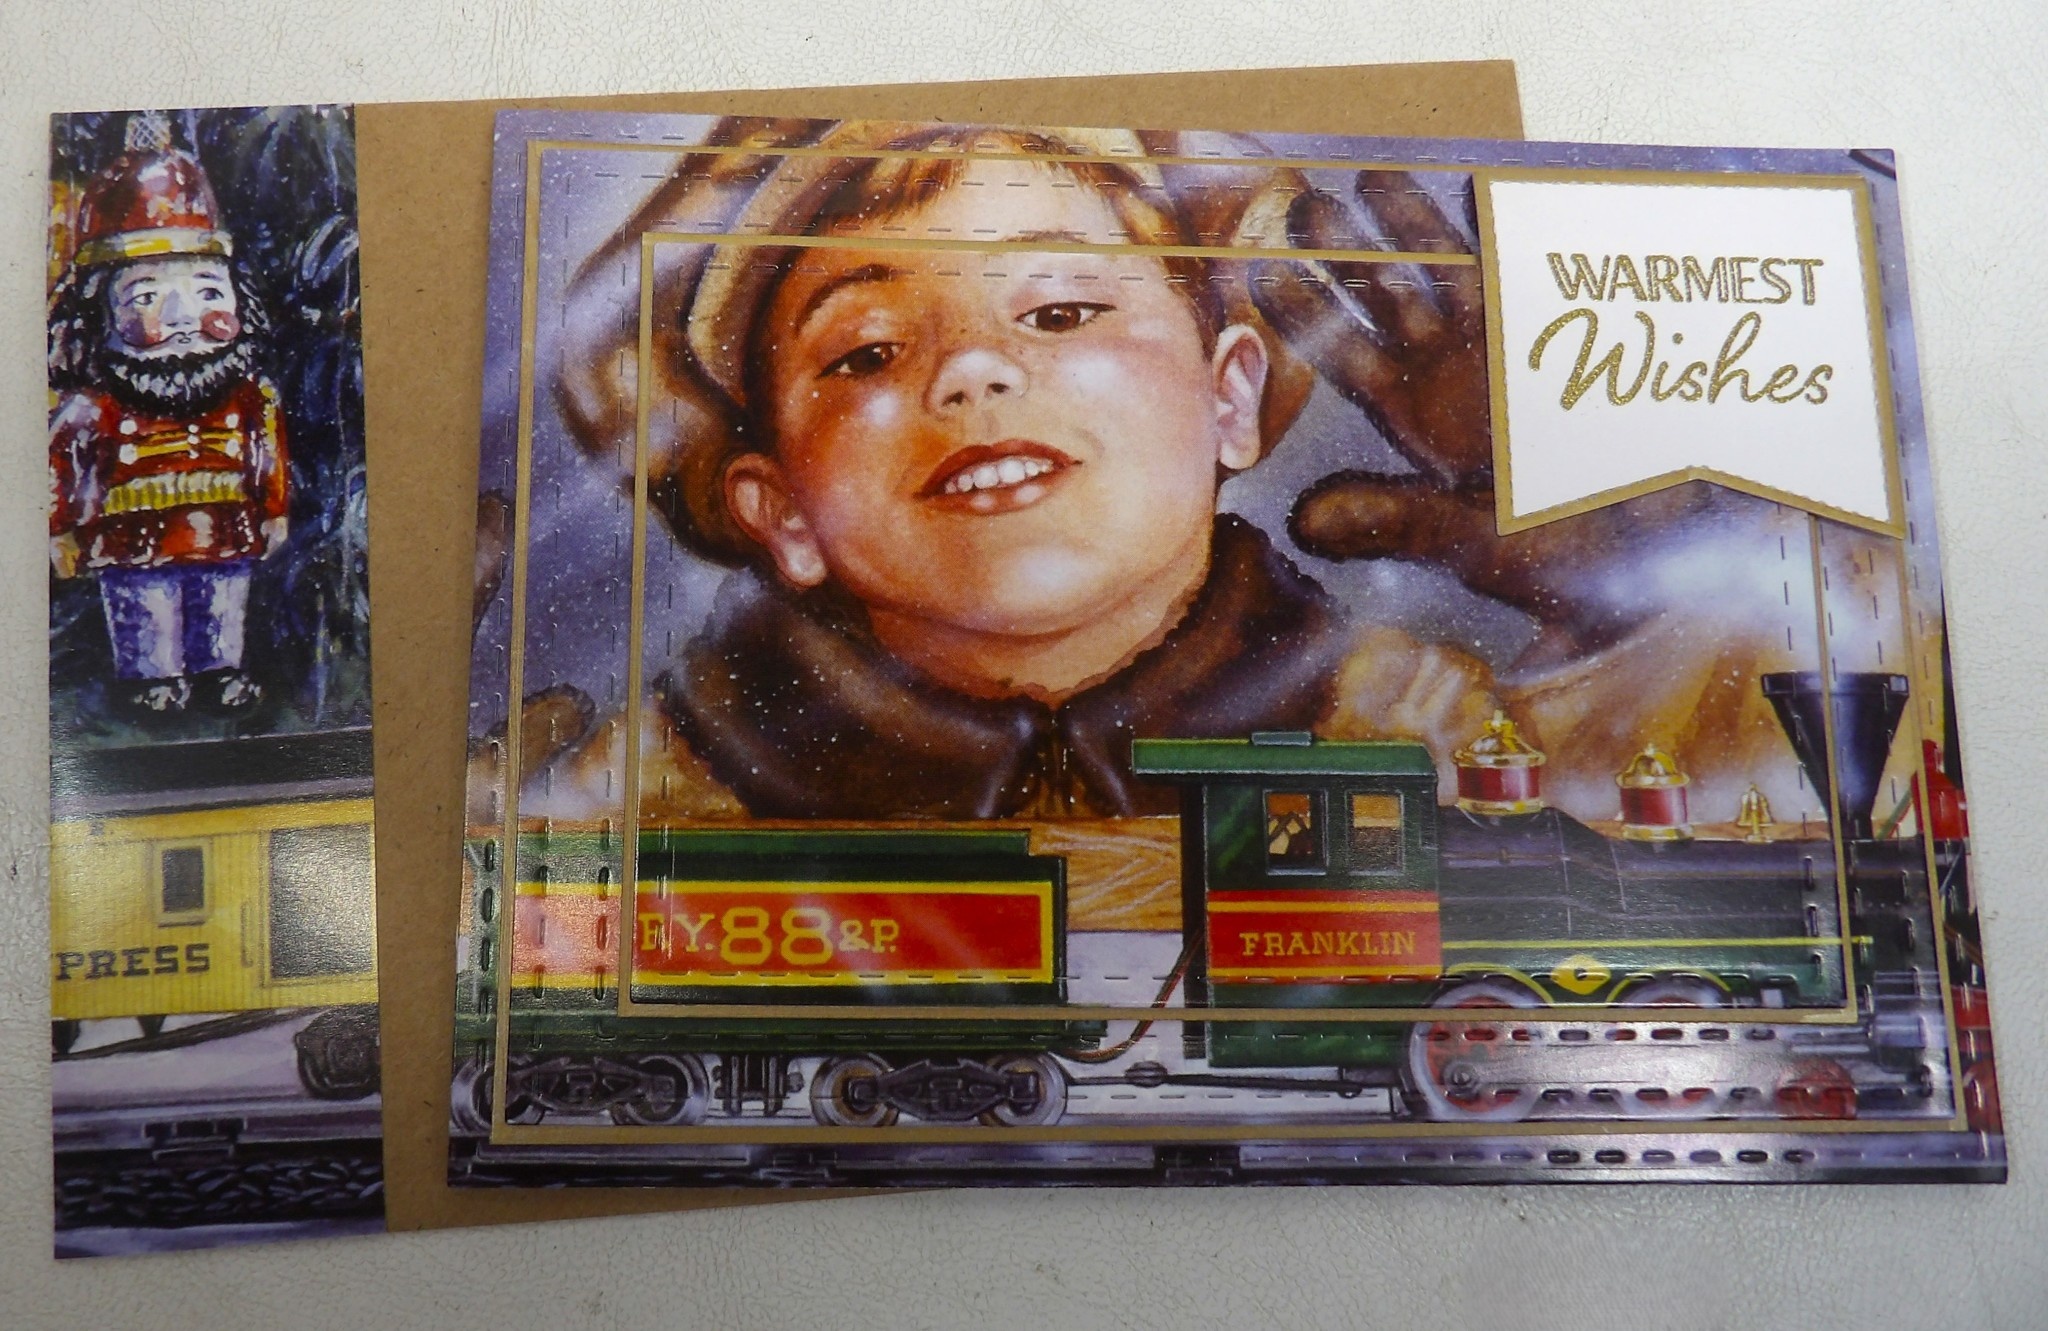 WARMEST
Wishes
PRESS
F.Y. 88 & P.
FRANKLIN